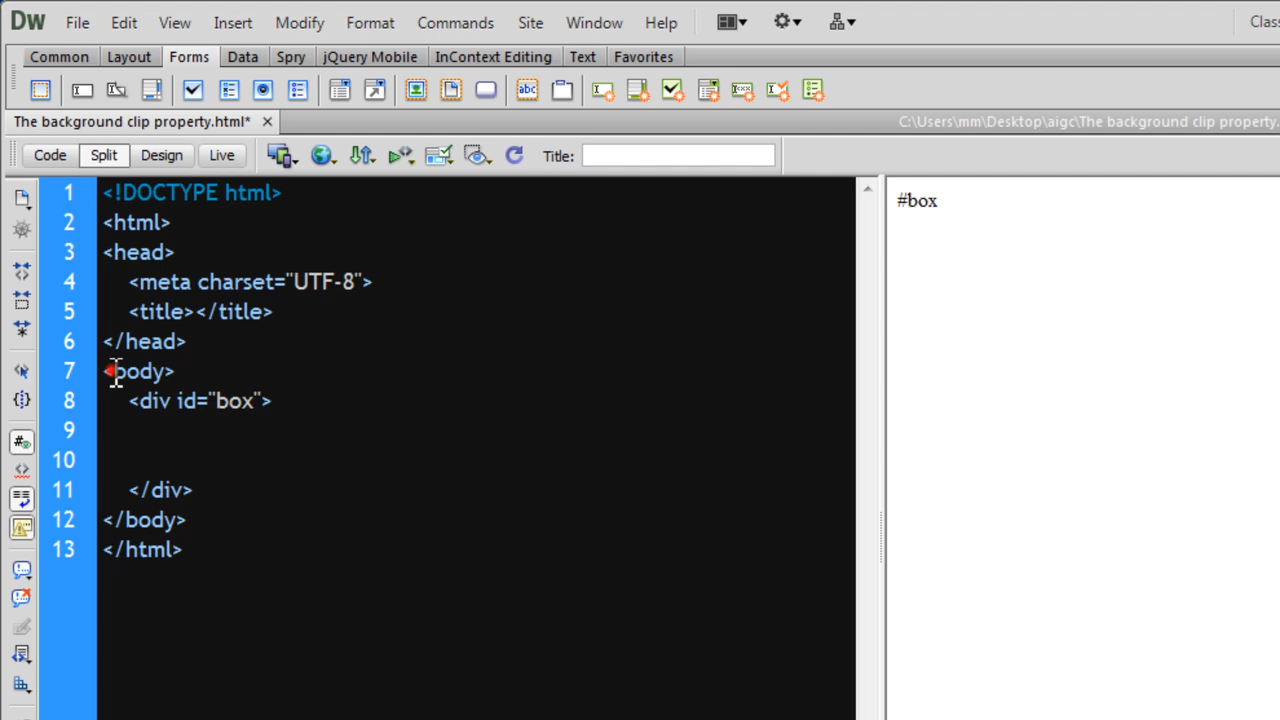 Dw File Edit View Insert Modify Format Commands Site Window Help Clas
Common Layout Forms Data Spry jQuery Mobile InContext Editing Text Favorites
The background clip property.html* × C:\Users\mm\Desktop\aigc\The background clip property.
Code Split Design Live Title:
1 <!DOCTYPE html>
2 <html>
3 <head>
4 <meta charset="UTF-8">
5 <title></title>
6 </head>
7 <body>
8 <div id="box">
9
10
11 </div>
12 </body>
13 </html>
#box